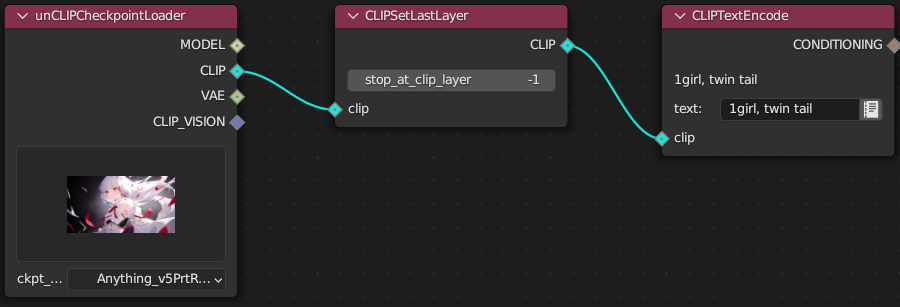 unCLIPCheckpointLoader
MODEL
CLIP
VAE
CLIP_VISION
ckpt_...
Anything_v5PrtR...
CLIPSetLastLayer
CLIP
stop_at_clip_layer -1
clip
CLIPTextEncode
CONDITIONING
1girl, twin tail
text: 1girl, twin tail
clip